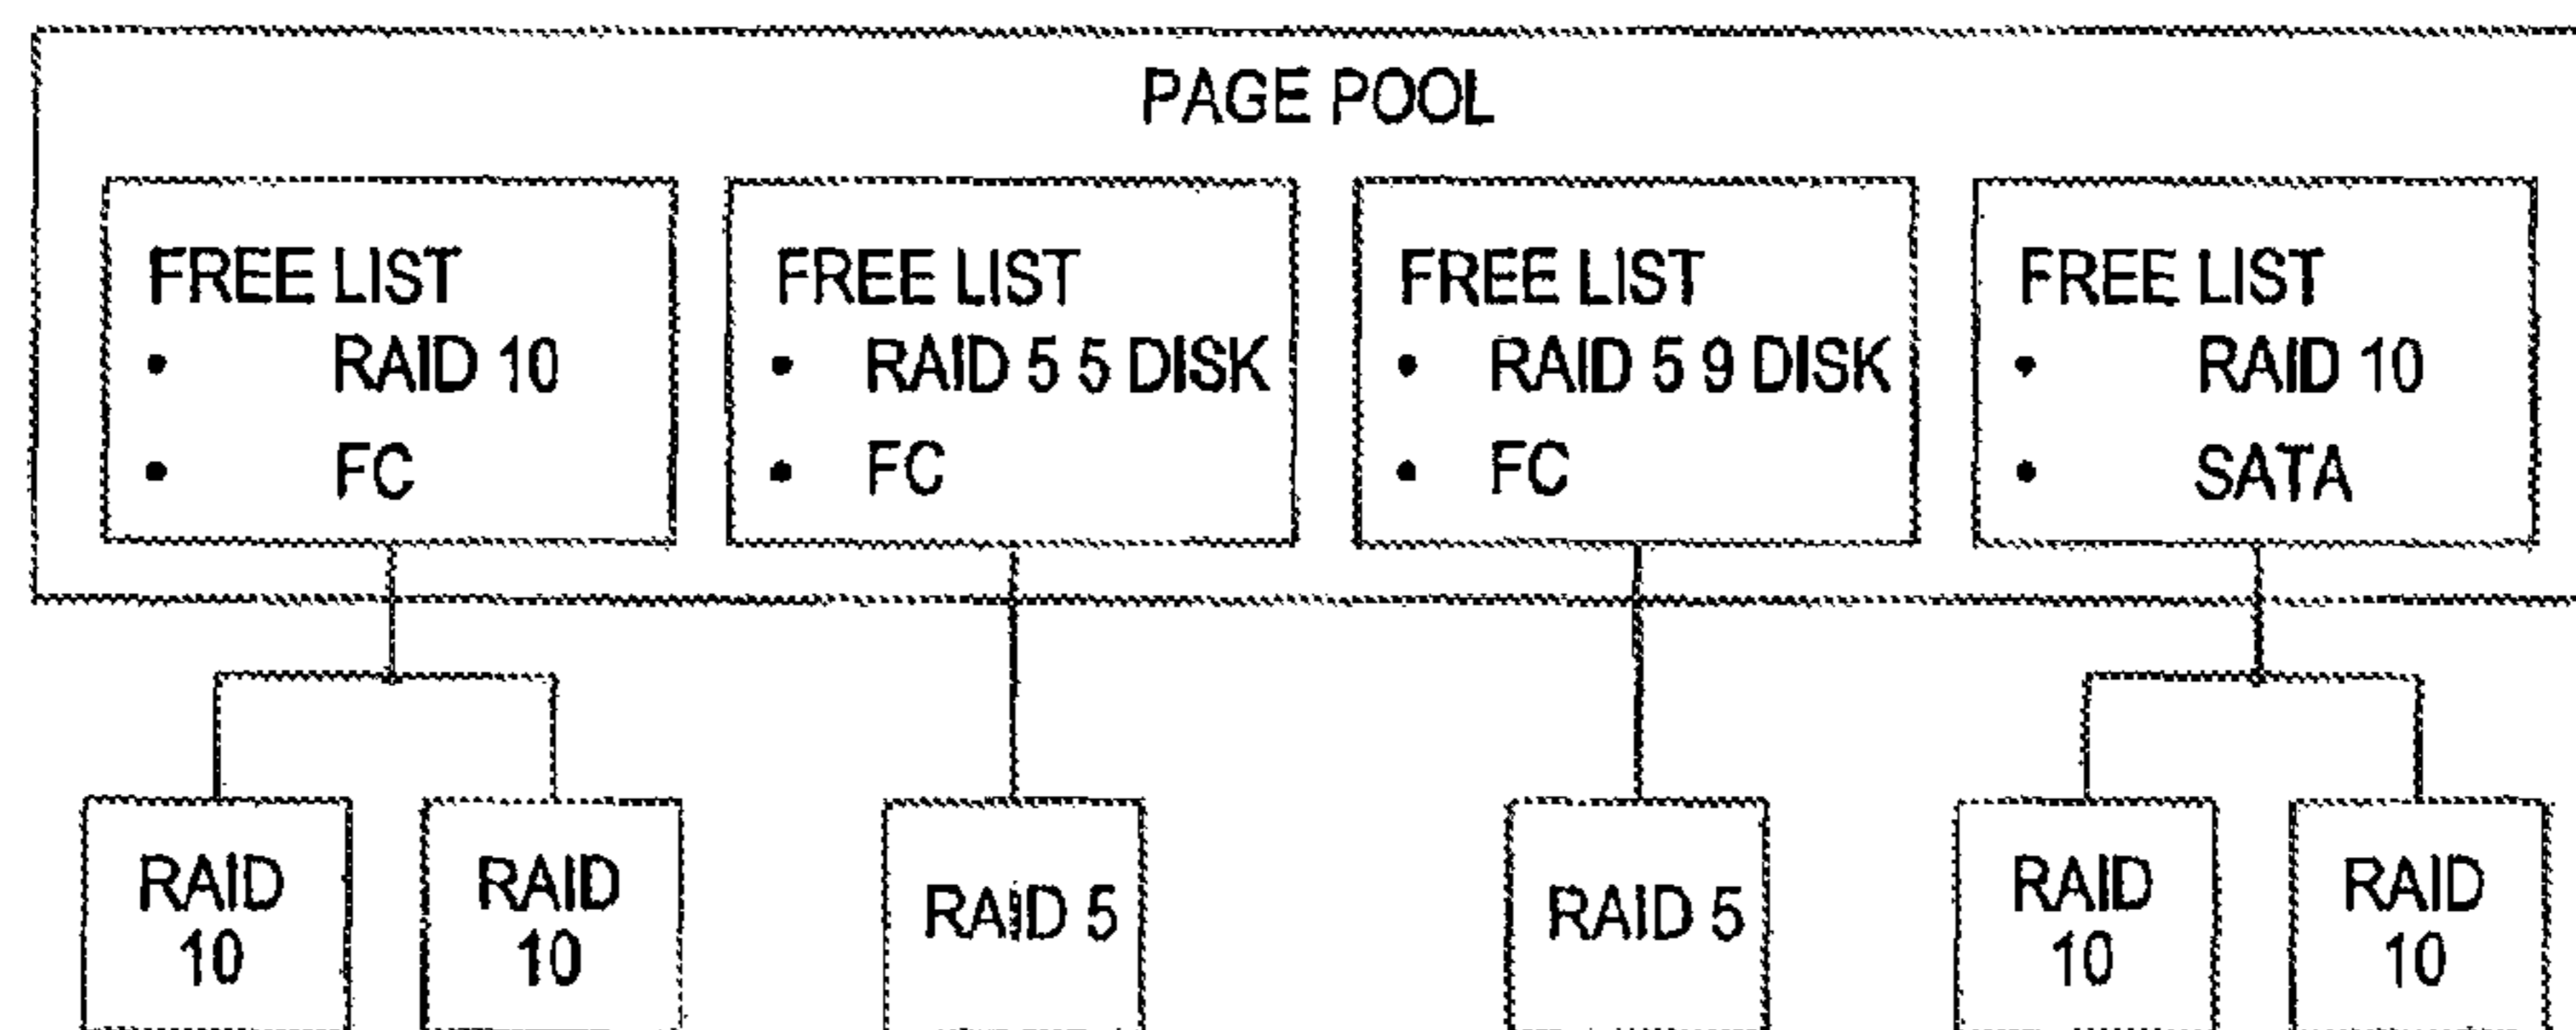 PAGE POOL
FREE LIST
• RAID 10
• FC
FREE LIST
• RAID 5 5 DISK
• FC
FREE LIST
• RAID 5 9 DISK
• FC
FREE LIST
• RAID 10
• SATA
RAID
10
RAID
10
RAID 5
RAID 5
RAID
10
RAID
10